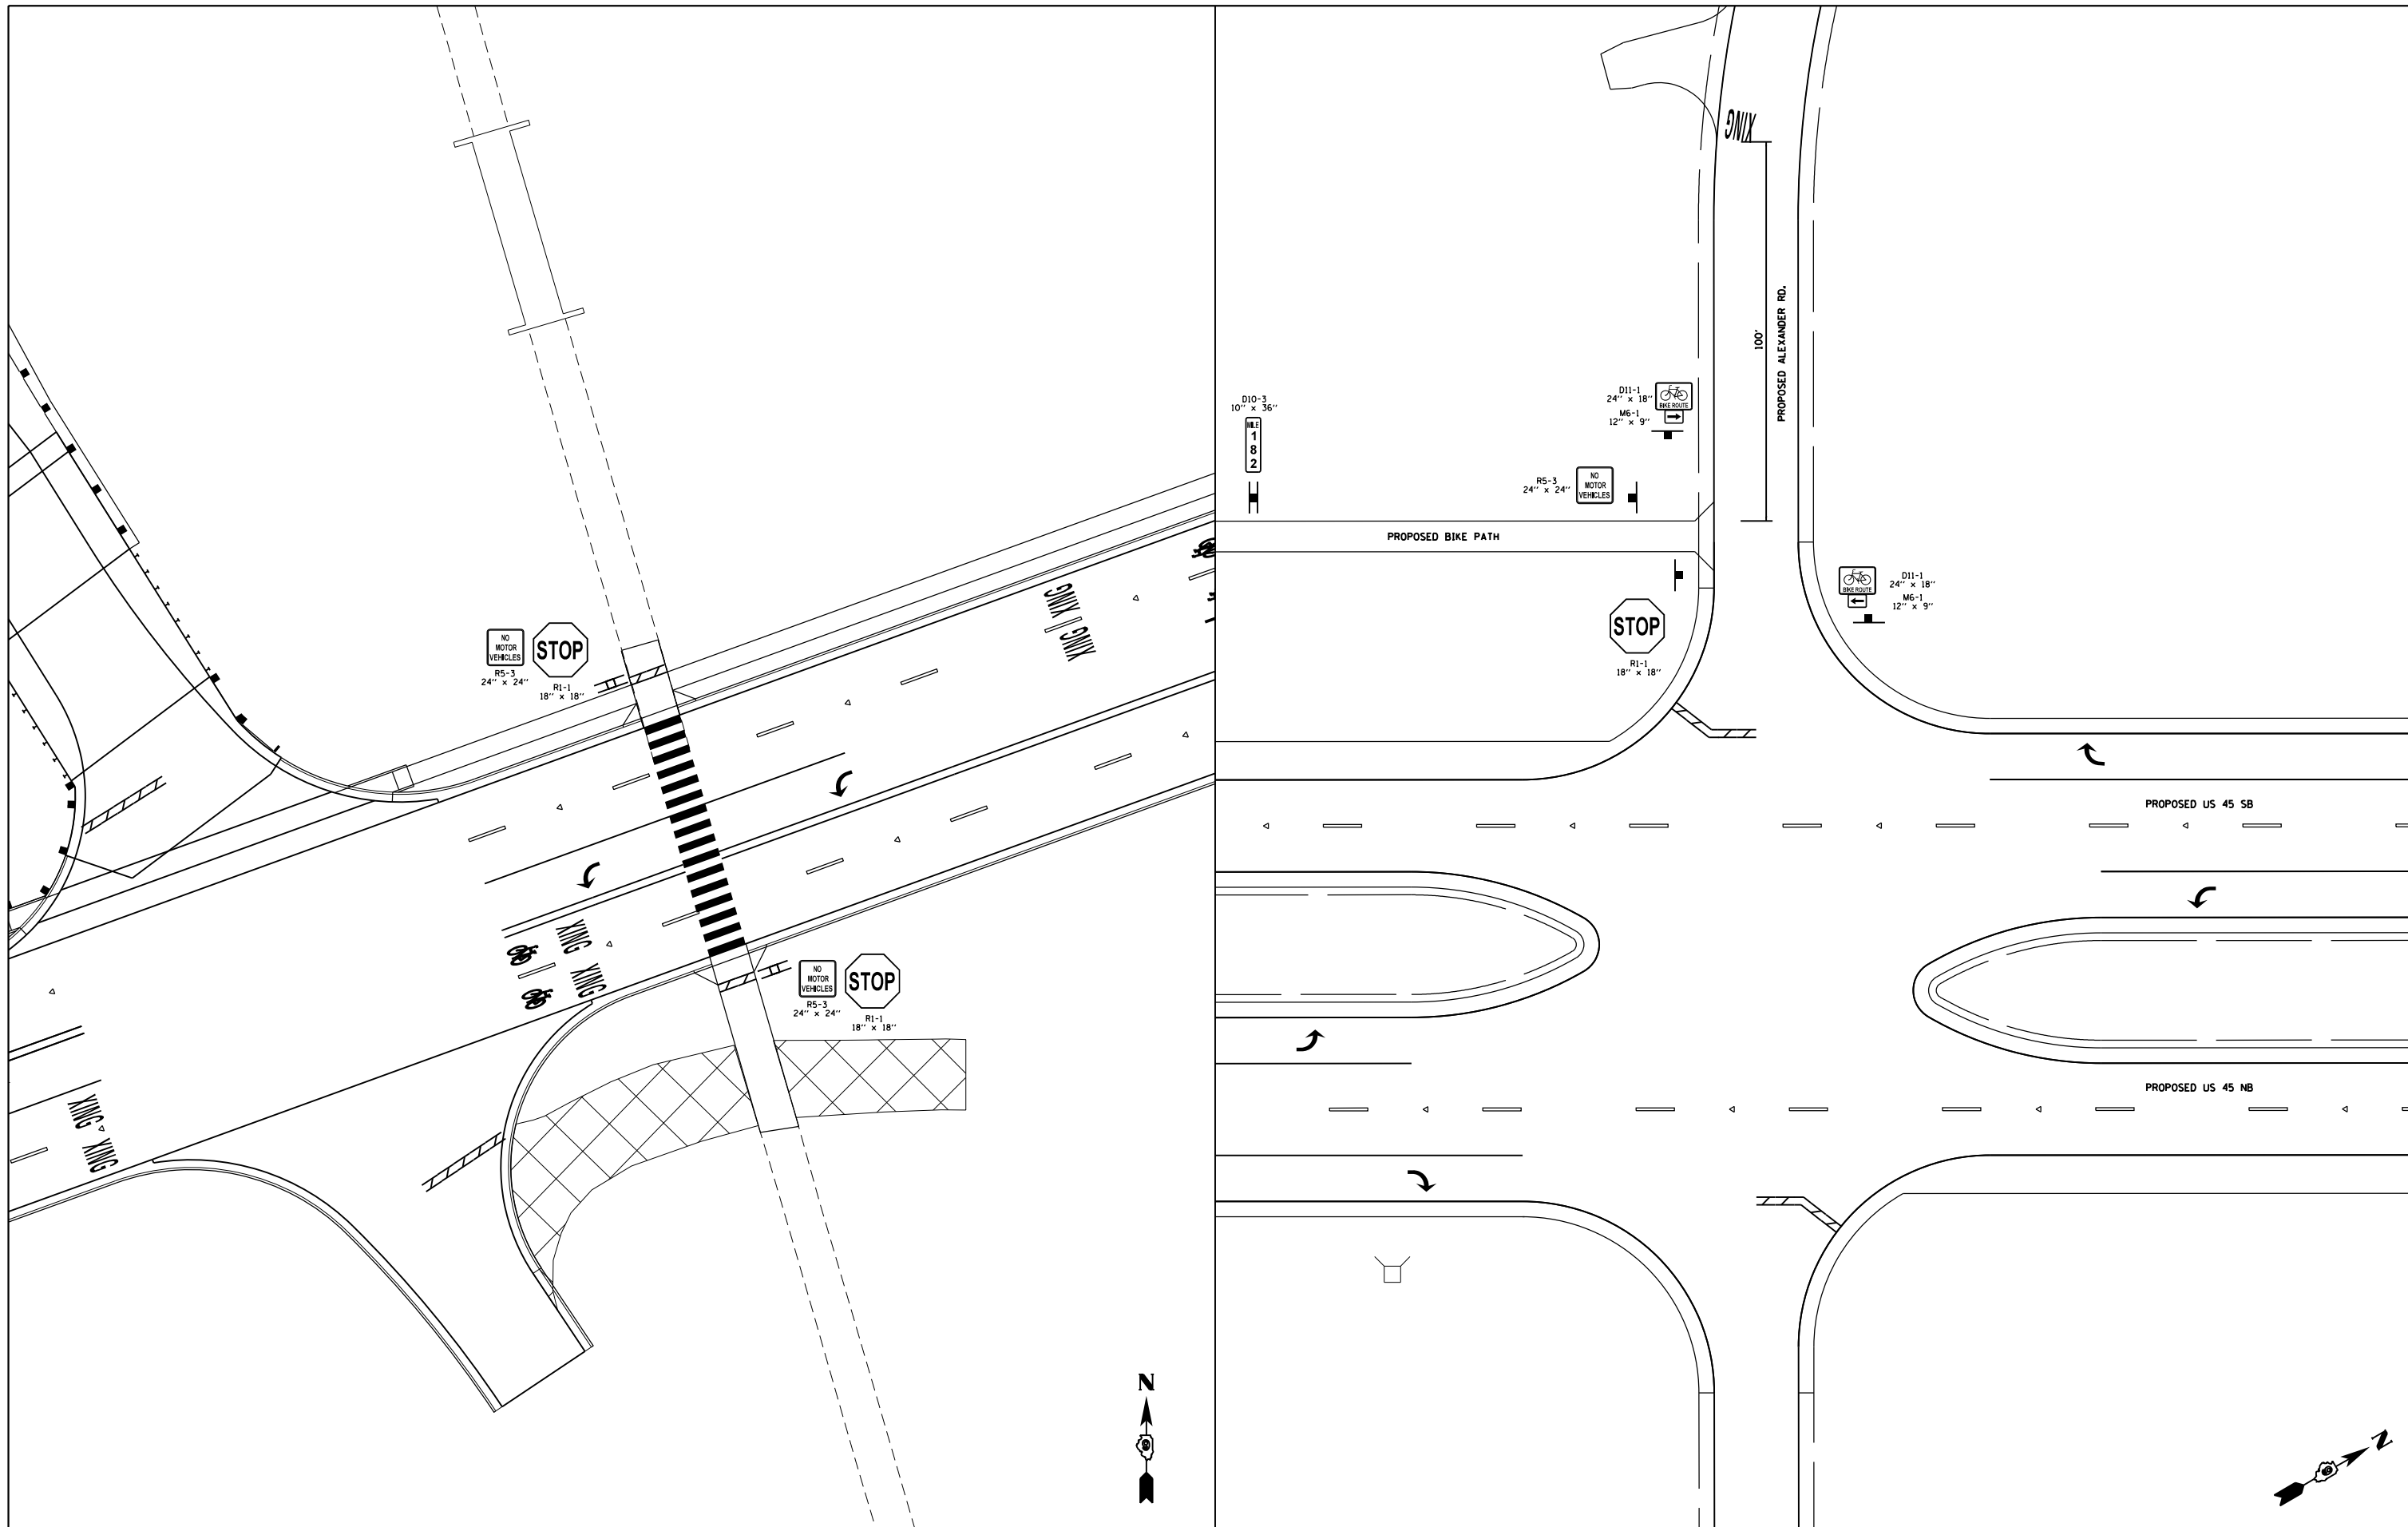 XING
XING
NO
MOTOR
VEHICLES
R5-3
24" x 24"
STOP
R1-1
18" x 18"
XING
XING
NO
MOTOR
VEHICLES
R5-3
24" x 24"
STOP
R1-1
18" x 18"
XING
XING
N
XING
100'
PROPOSED ALEXANDER RD.
D10-3
10" x 36"
MILE
1
8
2
D11-1
24" x 18"
BIKE ROUTE
M6-1
12" x 9"
R5-3
24" x 24"
NO
MOTOR
VEHICLES
PROPOSED BIKE PATH
STOP
R1-1
18" x 18"
BIKE ROUTE
D11-1
24" x 18"
M6-1
12" x 9"
PROPOSED US 45 SB
PROPOSED US 45 NB
N